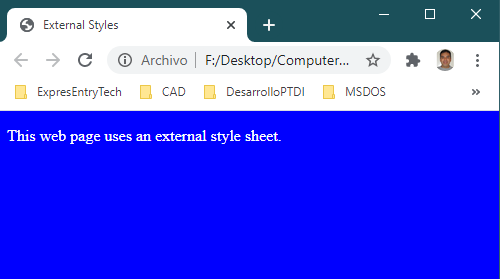 External Styles
Archivo F:/Desktop/Computer...
ExpresEntryTech CAD DesarrolloPTDI MSDOS
This web page uses an external style sheet.